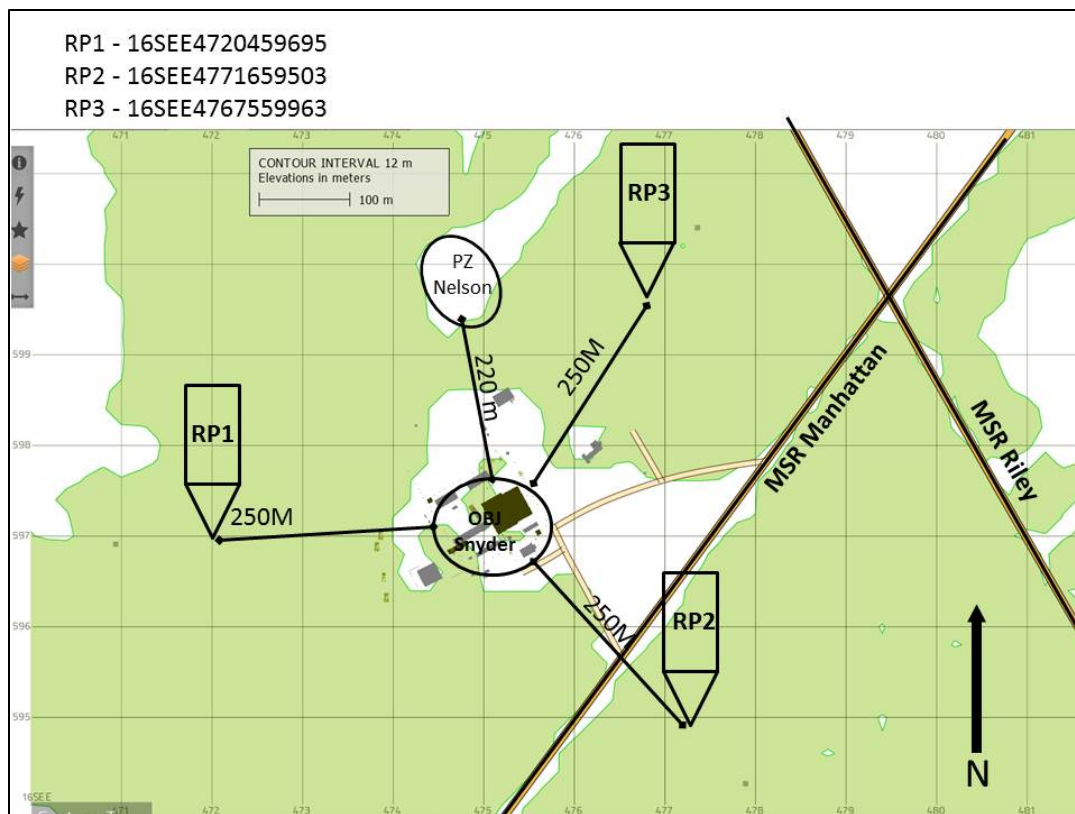 RP1 - 16SEE4720459695
RP2 - 16SEE4771659503
RP3 - 16SEE4767559963
471 472 473 474 475 476 477 478 479 480 481
CONTOUR INTERVAL 12 m
Elevations in meters
100 m
RP3
PZ
Nelson
599
220 m
250M
MSR Manhattan
MSR Riley
598
RP1
250M
597
OBJ
Snyder
596
250M
RP2
595
N
16SEE
471 472 473 474 475 476 477 478 479 480 481